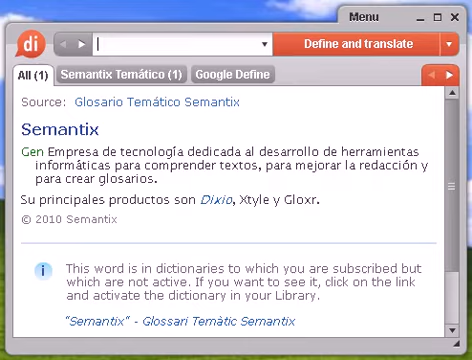 Menu
di
Define and translate
All (1)
Semantix Temático (1)
Google Define
Source: Glosario Temático Semantix
Semantix
Gen Empresa de tecnología dedicada al desarrollo de herramientas
informáticas para comprender textos, para mejorar la redacción y
para crear glosarios.
Su principales producton son Dixio, Xtyle y Gloxr.
© 2010 Semantix
i
This word is in dictionaries to which you are subscribed but
which are not active. If you want to see it, click on the link
and activate the dictionary in your Library.
"Semantix" - Glossari Temàtic Semantix